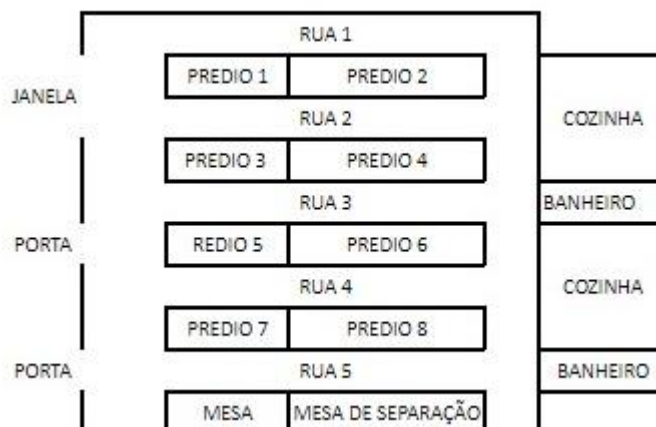 RUA 1
PREDIO 1 PREDIO 2
JANELA
RUA 2
COZINHA
PREDIO 3 PREDIO 4
RUA 3
BANHEIRO
PORTA
REDIO 5 PREDIO 6
RUA 4
COZINHA
PREDIO 7 PREDIO 8
PORTA
RUA 5
BANHEIRO
MESA MESA DE SEPARAÇÃO